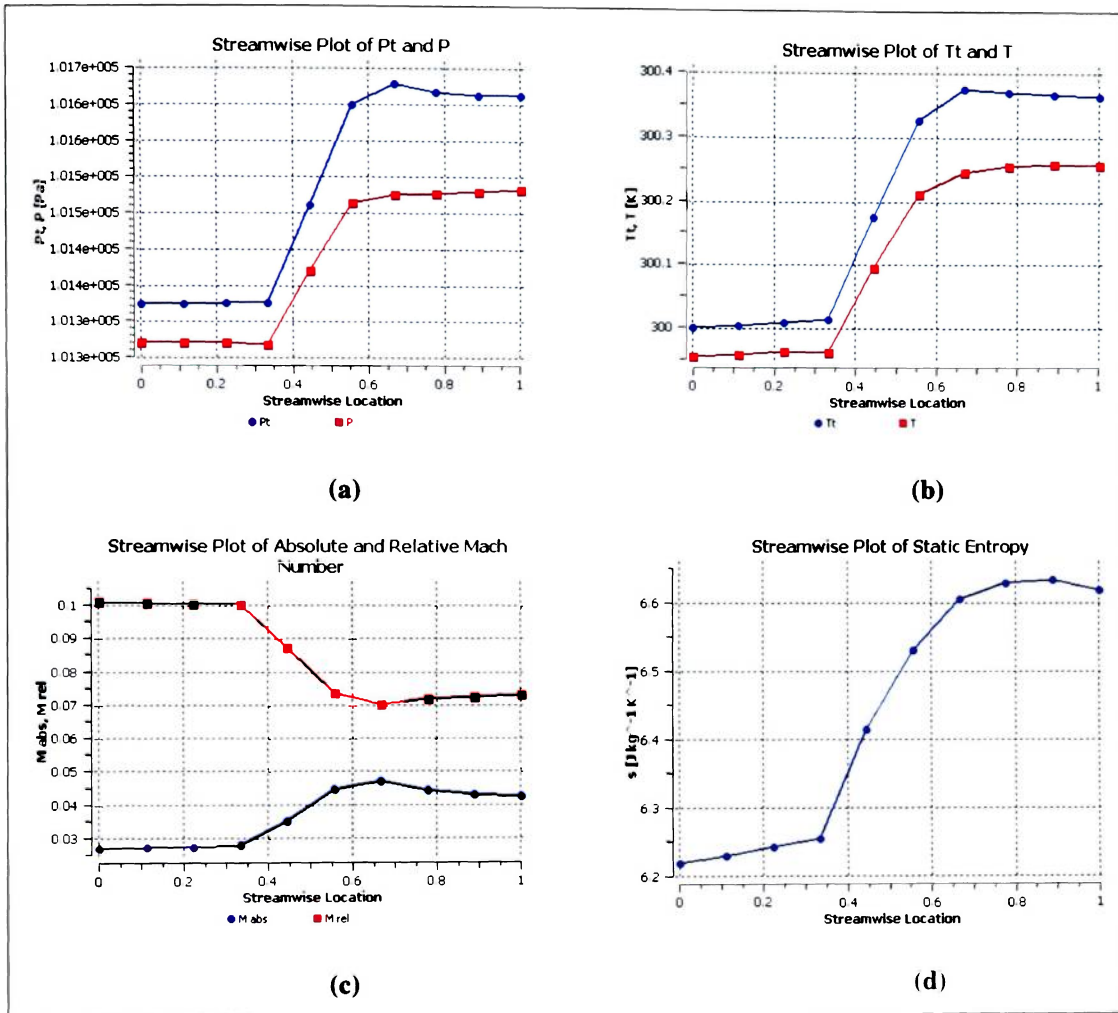 Streamwise Plot of Pt and P
1.017e+005
1.016e+005
1.016e+005
1.015e+005
1.015e+005
1.014e+005
1.014e+005
1.013e+005
1.013e+005
Pt, P [Pa]
0 0.2 0.4 0.6 0.8 1
Streamwise Location
Pt P
(a)
Streamwise Plot of Tt and T
300.4
300.3
300.2
300.1
300
Tt, T [K]
0 0.2 0.4 0.6 0.8 1
Streamwise Location
Tt T
(b)
Streamwise Plot of Absolute and Relative Mach
Number
0.1
0.09
0.08
0.07
0.06
0.05
0.04
0.03
M abs, M rel
0 0.2 0.4 0.6 0.8 1
Streamwise Location
M abs M rel
(c)
Streamwise Plot of Static Entropy
6.6
6.5
6.4
6.3
6.2
s [J kg^-1 K^-1]
0 0.2 0.4 0.6 0.8 1
Streamwise Location
(d)